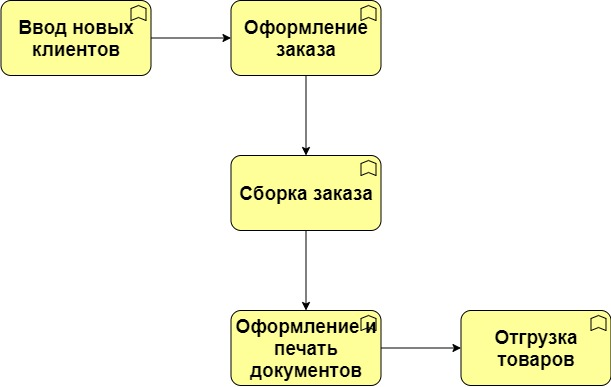 Ввод новых
клиентов
Оформление
заказа
Сборка заказа
Оформление и
печать
документов
Отгрузка
товаров